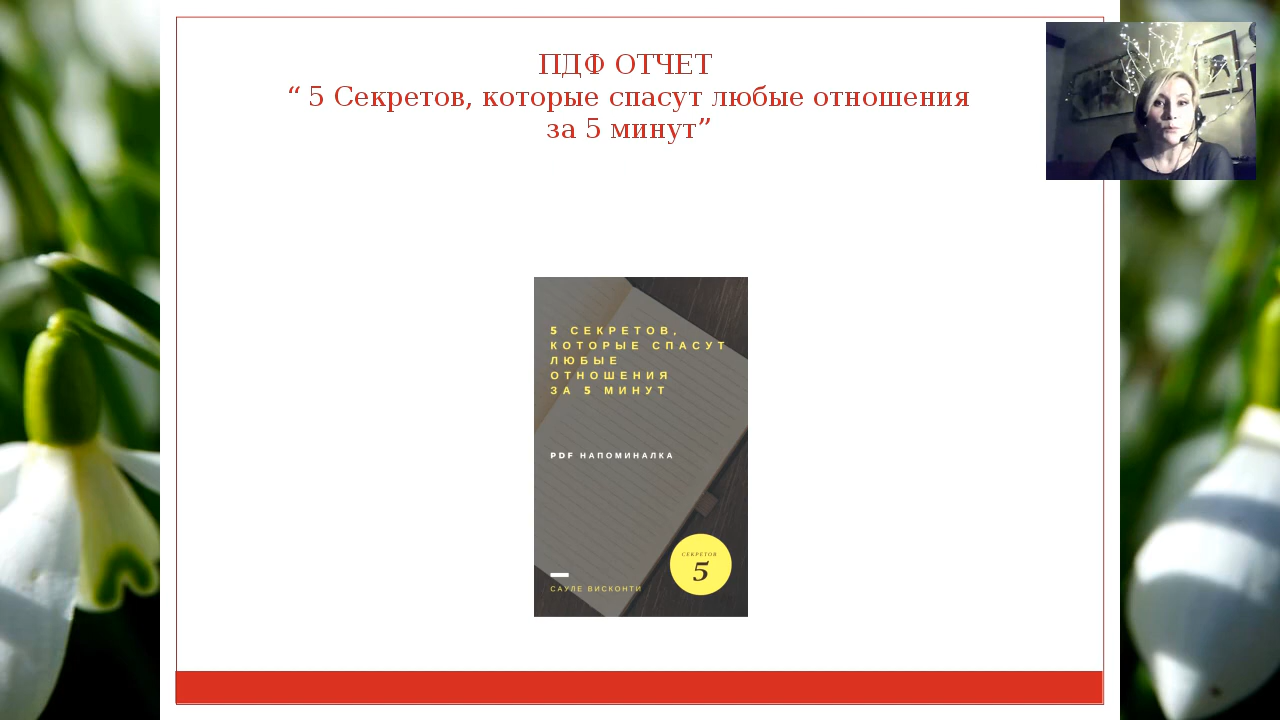 ПДФ ОТЧЕТ
“ 5 Секретов, которые спасут любые отношения
за 5 минут”
5 СЕКРЕТОВ,
КОТОРЫЕ СПАСУТ
ЛЮБЫЕ
ОТНОШЕНИЯ
ЗА 5 МИНУТ
PDF НАПОМИНАЛКА
СЕКРЕТОВ
5
САУЛЕ ВИСКОНТИ